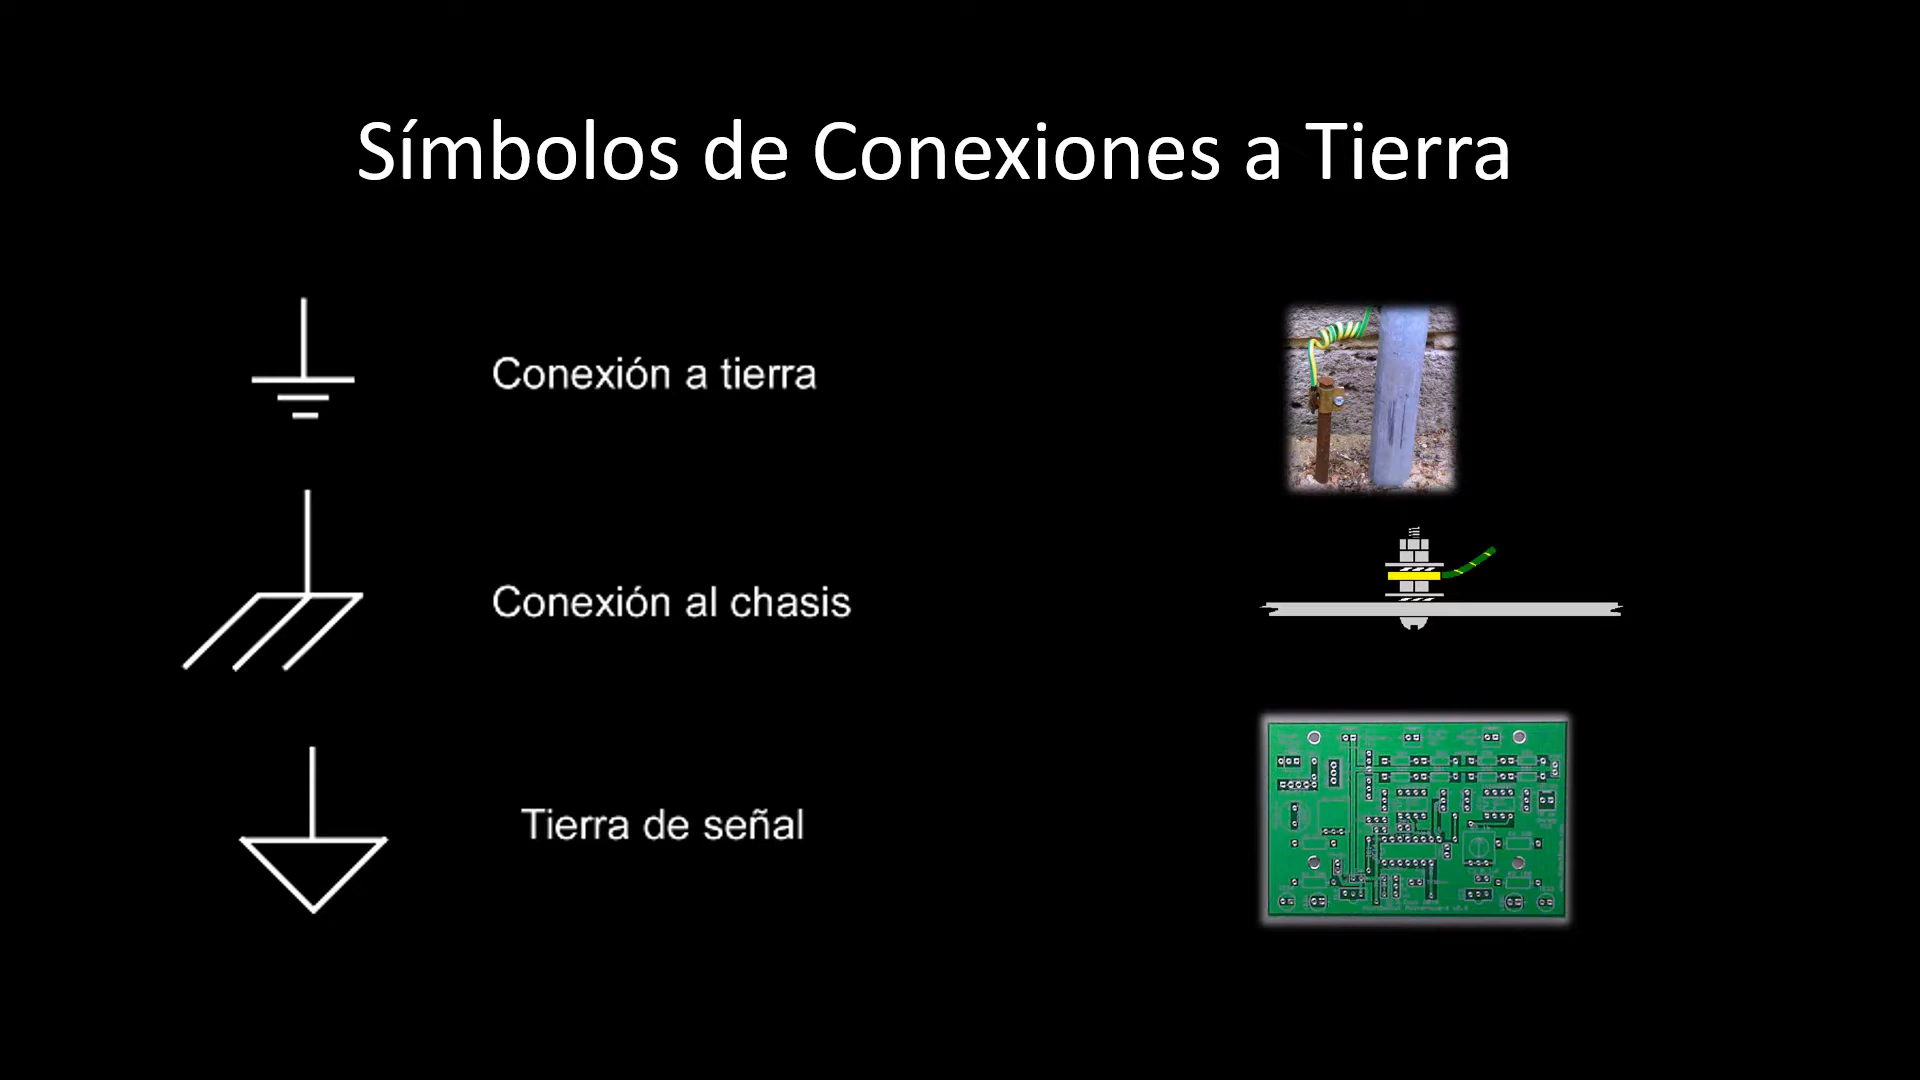 Símbolos de Conexiones a Tierra
Conexión a tierra
Conexión al chasis
Tierra de señal